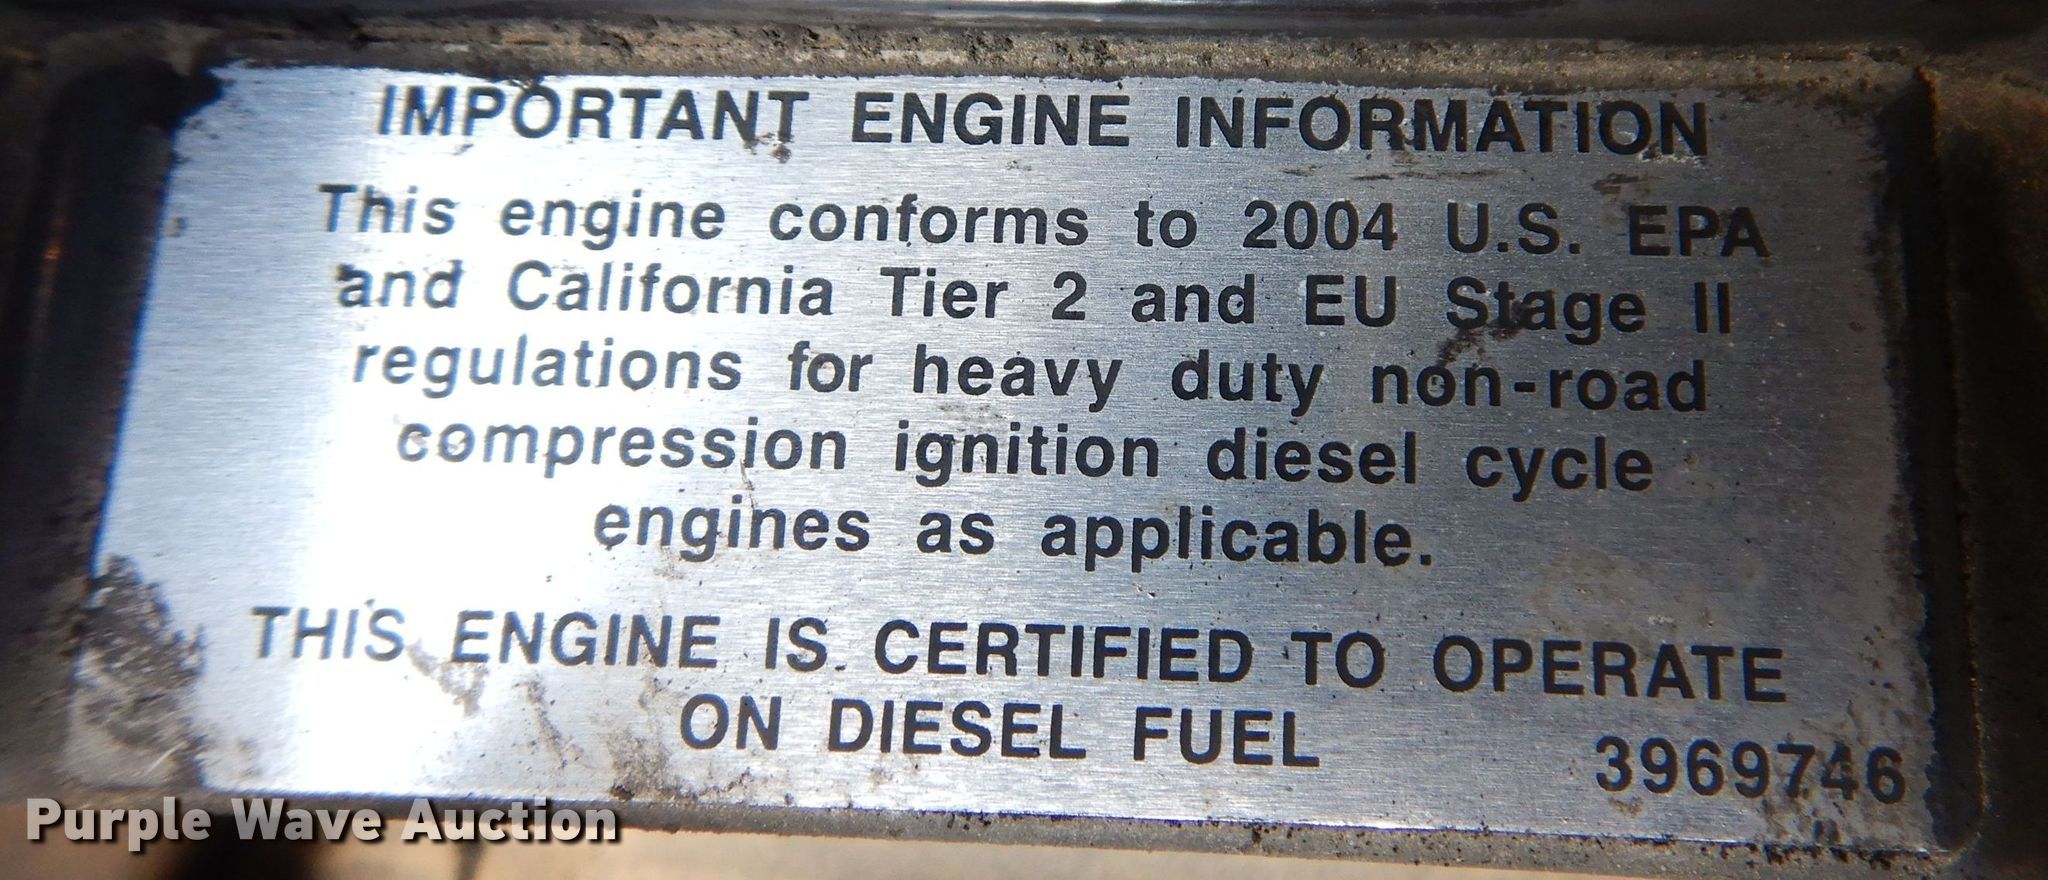 IMPORTANT ENGINE INFORMATION
This engine conforms to 2004 U.S. EPA
and California Tier 2 and EU Stage II
regulations for heavy duty non-road
compression ignition diesel cycle
engines as applicable.
THIS ENGINE IS CERTIFIED TO OPERATE
ON DIESEL FUEL
3969746
Purple Wave Auction